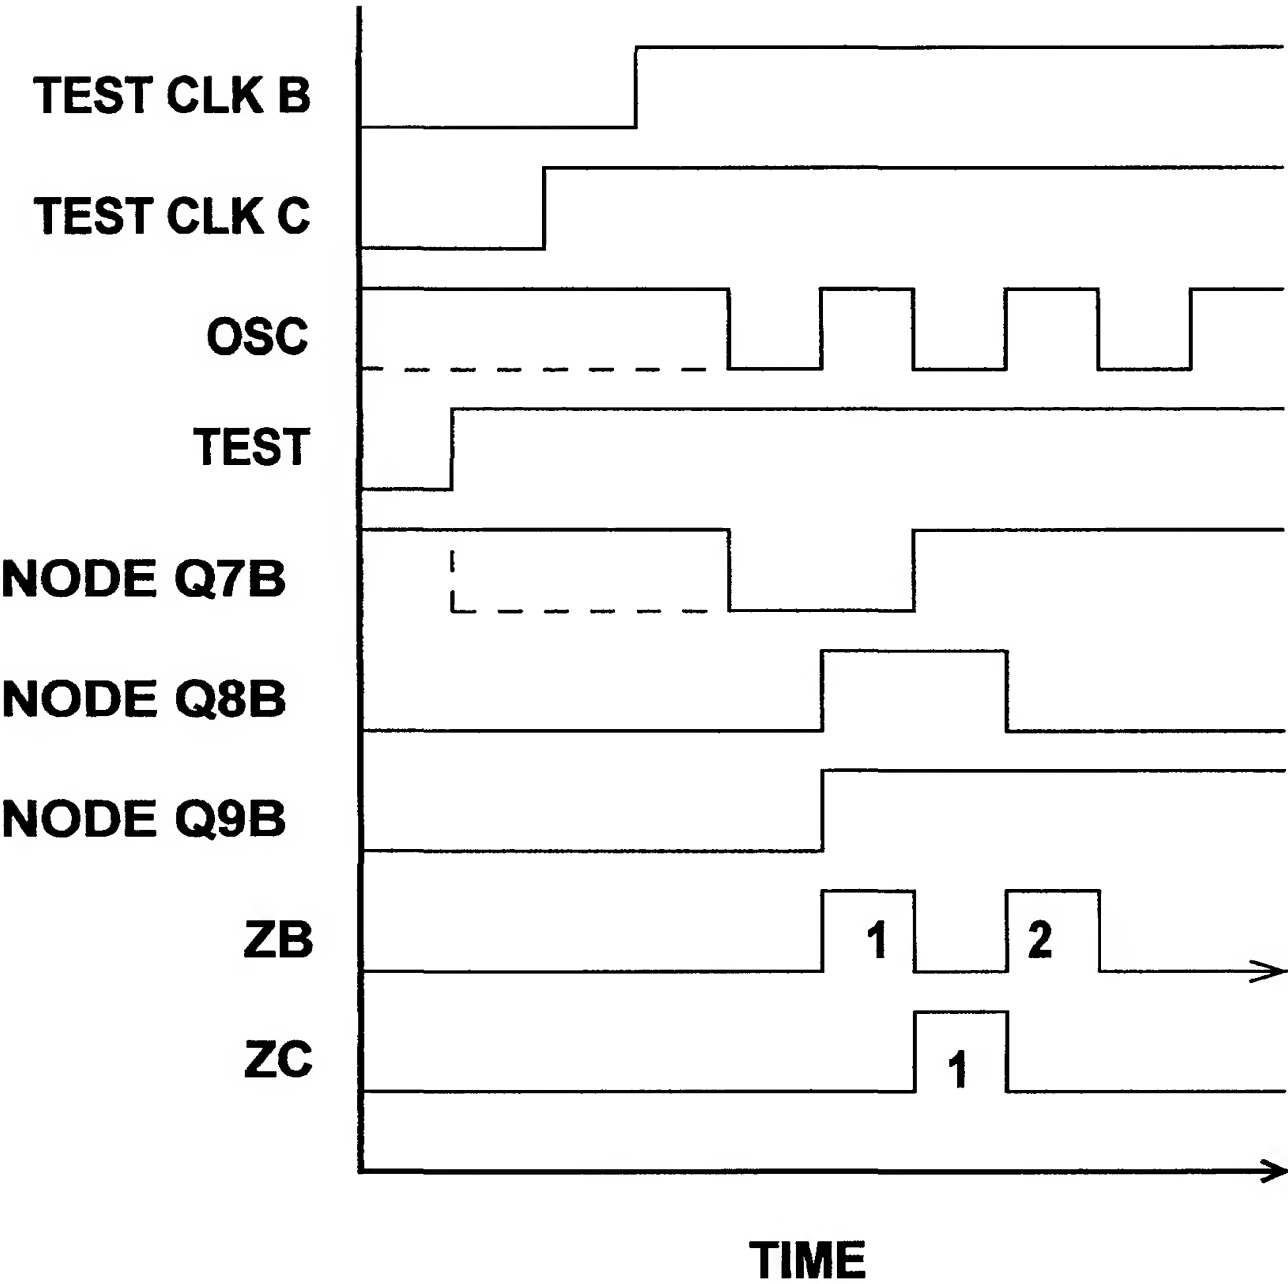 TEST CLK B
TEST CLK C
OSC
TEST
NODE Q7B
NODE Q8B
NODE Q9B
ZB 1 2
ZC 1
TIME